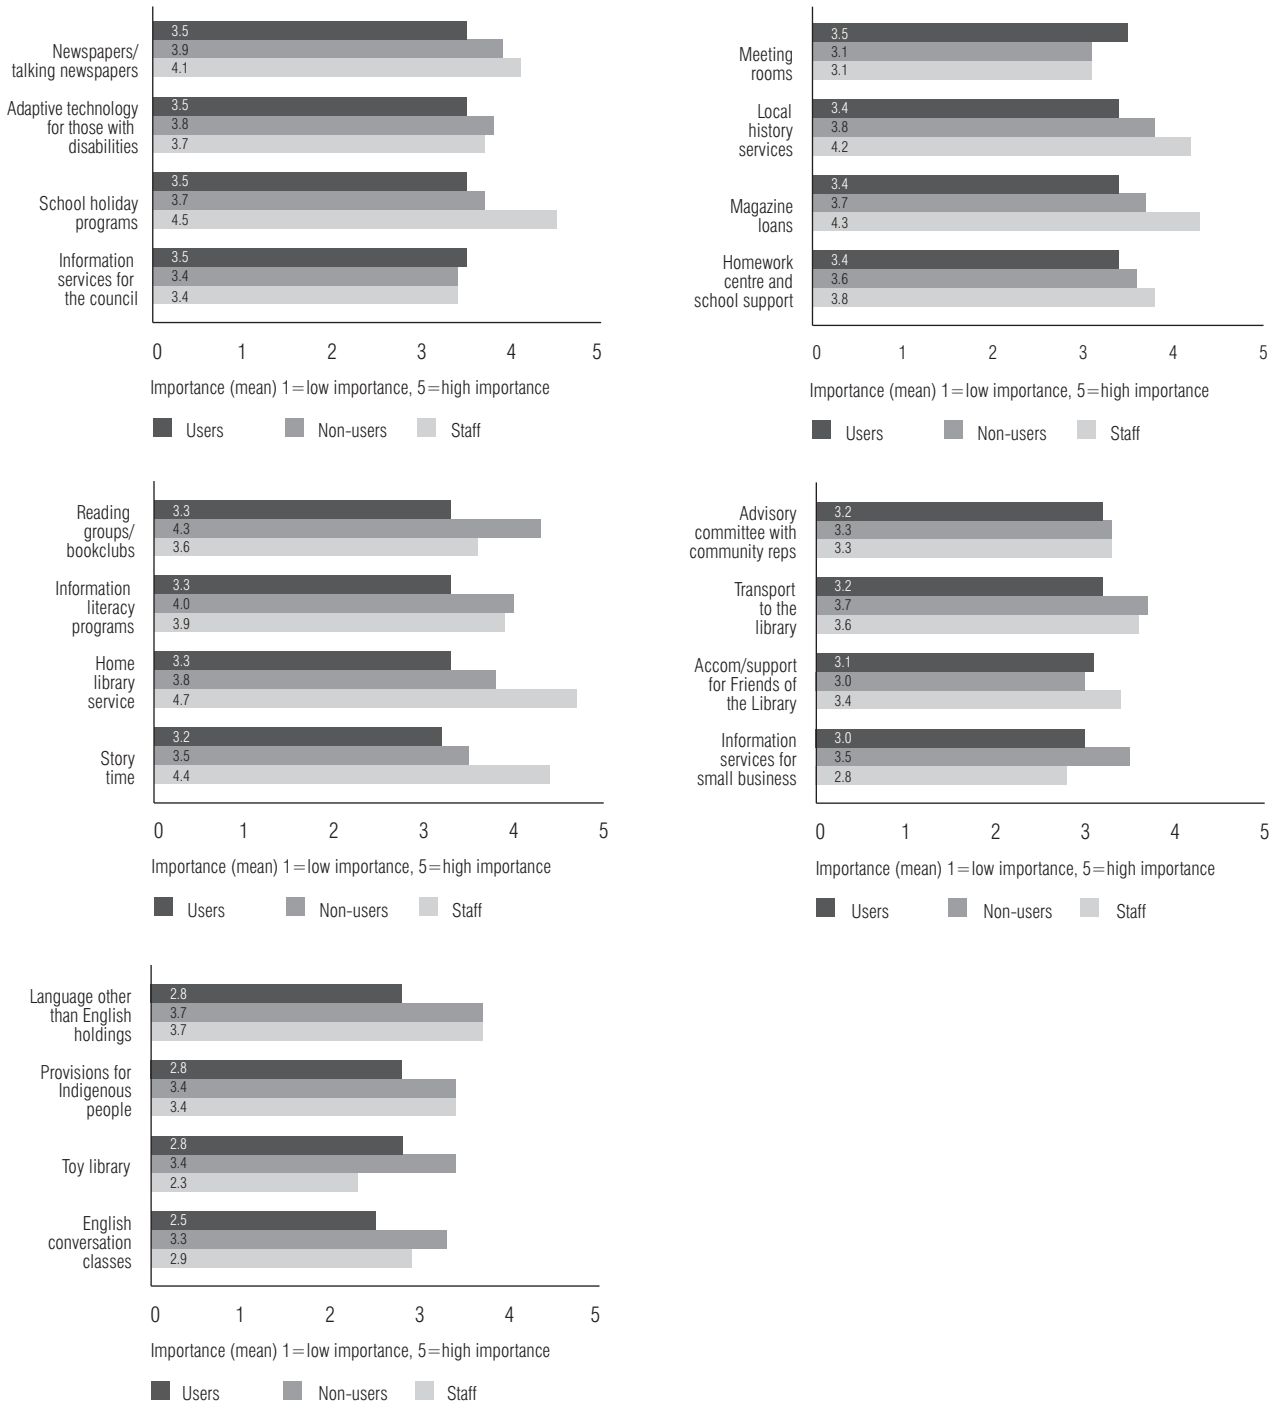 Newspapers/
talking newspapers
3.5
3.9
4.1
Adaptive technology
for those with
disabilities
3.5
3.8
3.7
School holiday
programs
3.5
3.7
4.5
Information
services for
the council
3.5
3.4
3.4
0 1 2 3 4 5
Importance (mean) 1=low importance, 5=high importance
Users Non-users Staff
Meeting
rooms
3.5
3.1
3.1
Local
history
services
3.4
3.8
4.2
Magazine
loans
3.4
3.7
4.3
Homework
centre and
school support
3.4
3.6
3.8
0 1 2 3 4 5
Importance (mean) 1=low importance, 5=high importance
Users Non-users Staff
Reading
groups/
bookclubs
3.3
4.3
3.6
Information
literacy
programs
3.3
4.0
3.9
Home
library
service
3.3
3.8
4.7
Story
time
3.2
3.5
4.4
0 1 2 3 4 5
Importance (mean) 1=low importance, 5=high importance
Users Non-users Staff
Advisory
committee with
community reps
3.2
3.3
3.3
Transport
to the
library
3.2
3.7
3.6
Accom/support
for Friends of
the Library
3.1
3.0
3.4
Information
services for
small business
3.0
3.5
2.8
0 1 2 3 4 5
Importance (mean) 1=low importance, 5=high importance
Users Non-users Staff
Language other
than English
holdings
2.8
3.7
3.7
Provisions for
Indigenous
people
2.8
3.4
3.4
Toy library
2.8
3.4
2.3
English
conversation
classes
2.5
3.3
2.9
0 1 2 3 4 5
Importance (mean) 1=low importance, 5=high importance
Users Non-users Staff